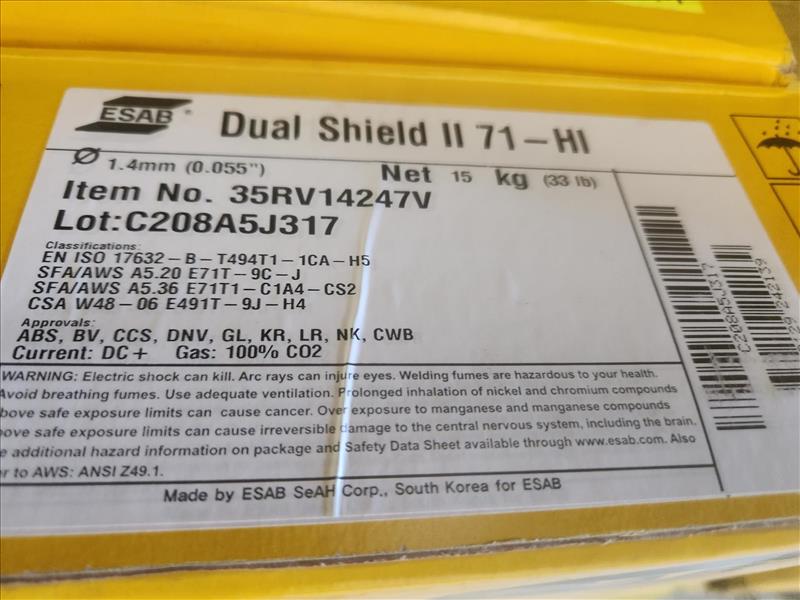 ESAB Dual Shield II 71-HI
Ø 1.4mm (0.055") Net 15 kg (33 lb)
Item No. 35RV14247V
Lot:C208A5J317
Classifications:
EN ISO 17632-B-T494T1-1CA-H5
SFA/AWS A5.20 E71T-9C-J
SFA/AWS A5.36 E71T1-C1A4-CS2
CSA W48-06 E491T-9J-H4
Approvals:
ABS, BV, CCS, DNV, GL, KR, LR, NK, CWB
Current: DC+ Gas: 100% CO2
WARNING: Electric shock can kill. Arc rays can injure eyes. Welding fumes are hazardous to your health.
Avoid breathing fumes. Use adequate ventilation. Prolonged inhalation of nickel and chromium compounds
bove safe exposure limits can cause cancer. Over exposure to manganese and manganese compounds
ove safe exposure limits can cause irreversible damage to the central nervous system, including the brain.
e additional hazard information on package and Safety Data Sheet available through www.esab.com. Also
r to AWS: ANSI Z49.1.
Made by ESAB SeAH Corp., South Korea for ESAB
C208A5J317